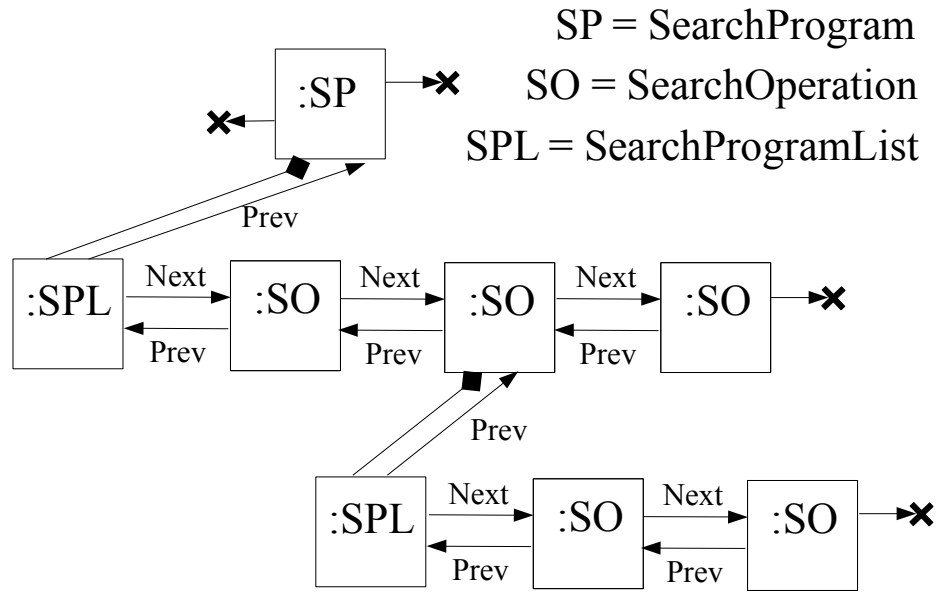 SP = SearchProgram
:SP
SO = SearchOperation
SPL = SearchProgramList
Prev
:SPL
Next
Prev
:SO
Next
Prev
:SO
Next
Prev
:SO
Prev
:SPL
Next
Prev
:SO
Next
Prev
:SO